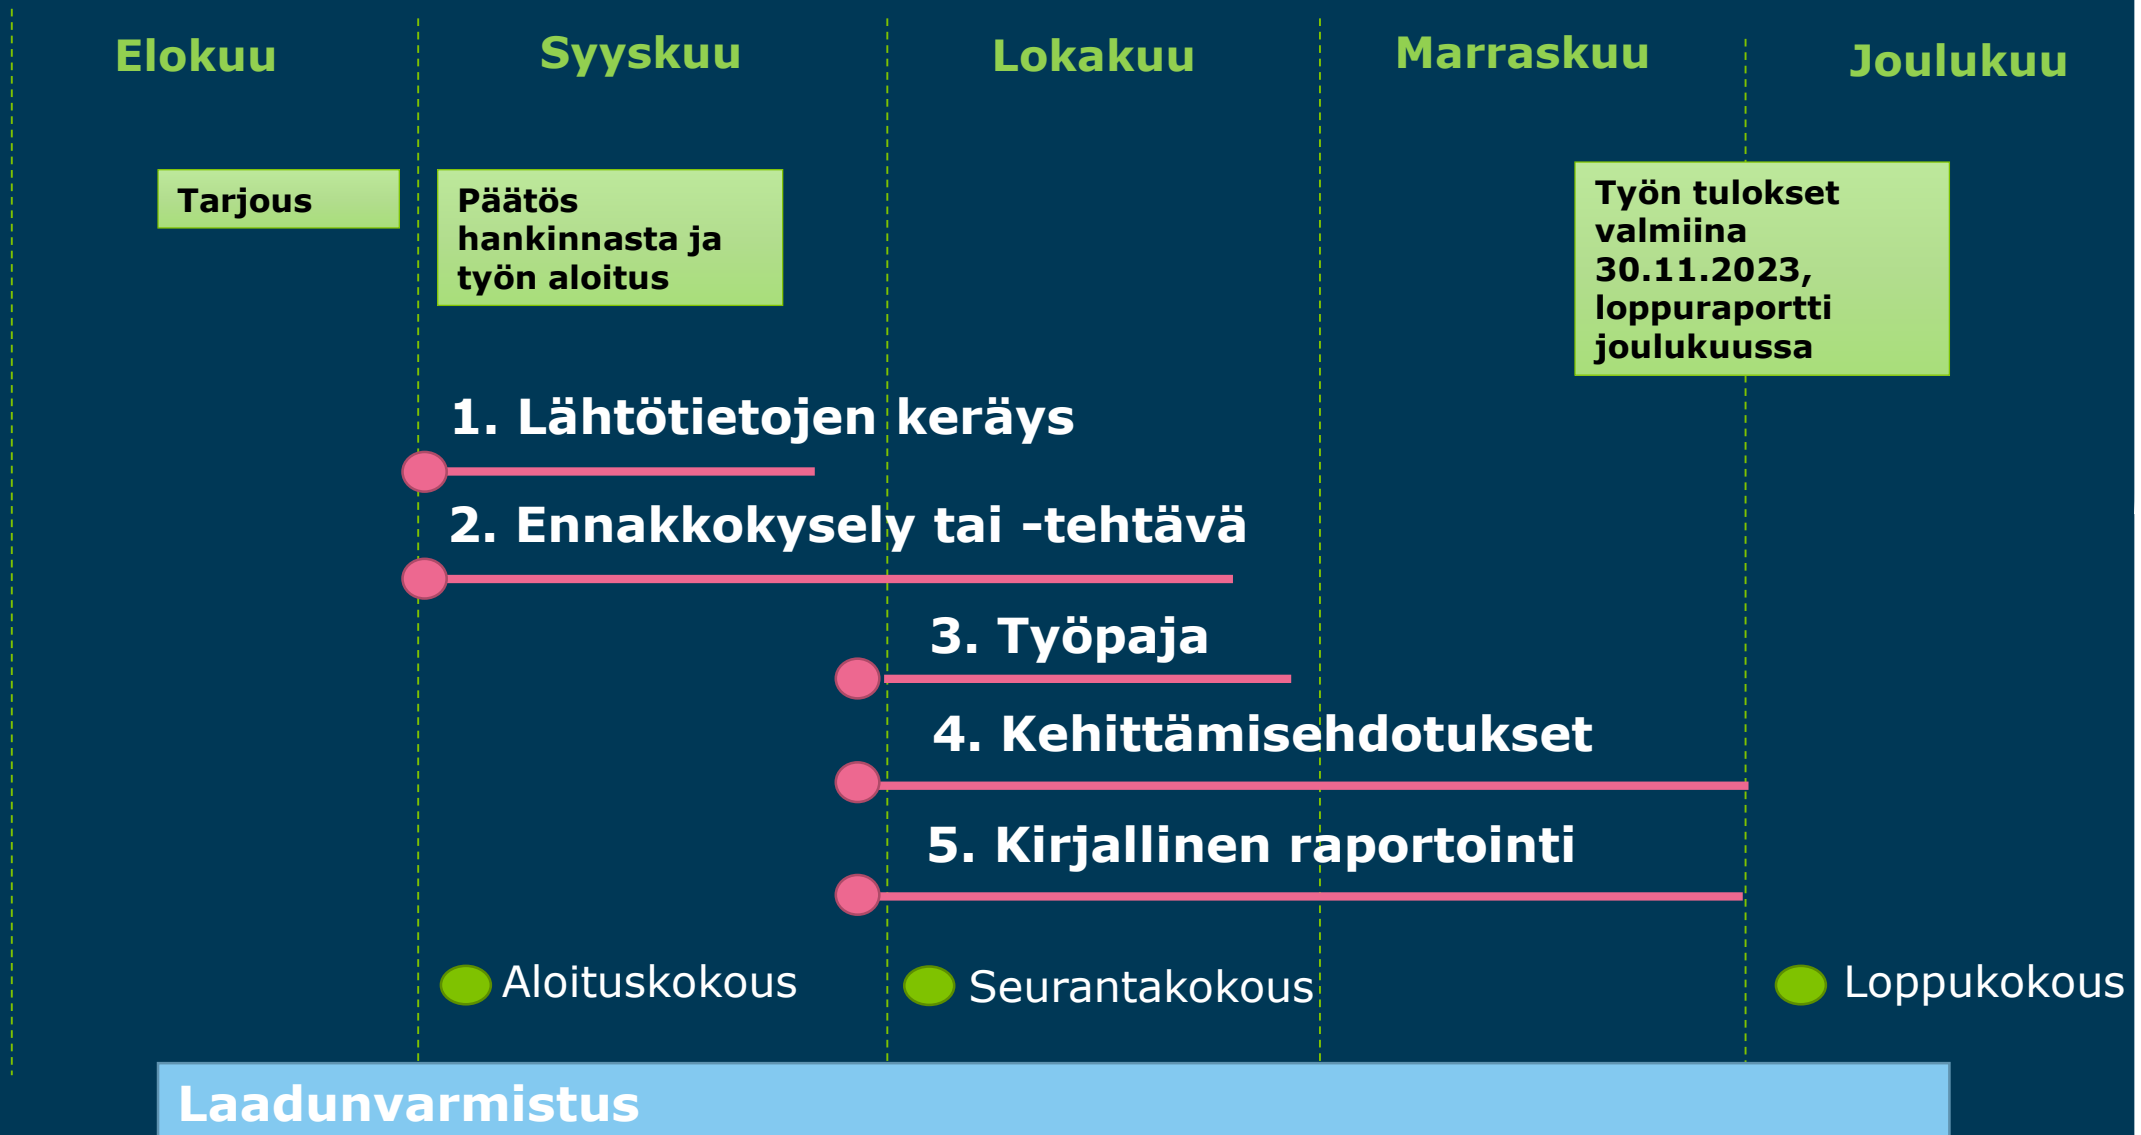 Elokuu
Syyskuu
Lokakuu
Marraskuu
Joulukuu
Tarjous
Päätös
hankinnasta ja
työn aloitus
Työn tulokset
valmiina
30.11.2023,
loppuraportti
joulukuussa
1. Lähtötietojen keräys
2. Ennakkokysely tai -tehtävä
3. Työpaja
4. Kehittämisehdotukset
5. Kirjallinen raportointi
Aloituskokous
Seurantakokous
Loppukokous
Laadunvarmistus